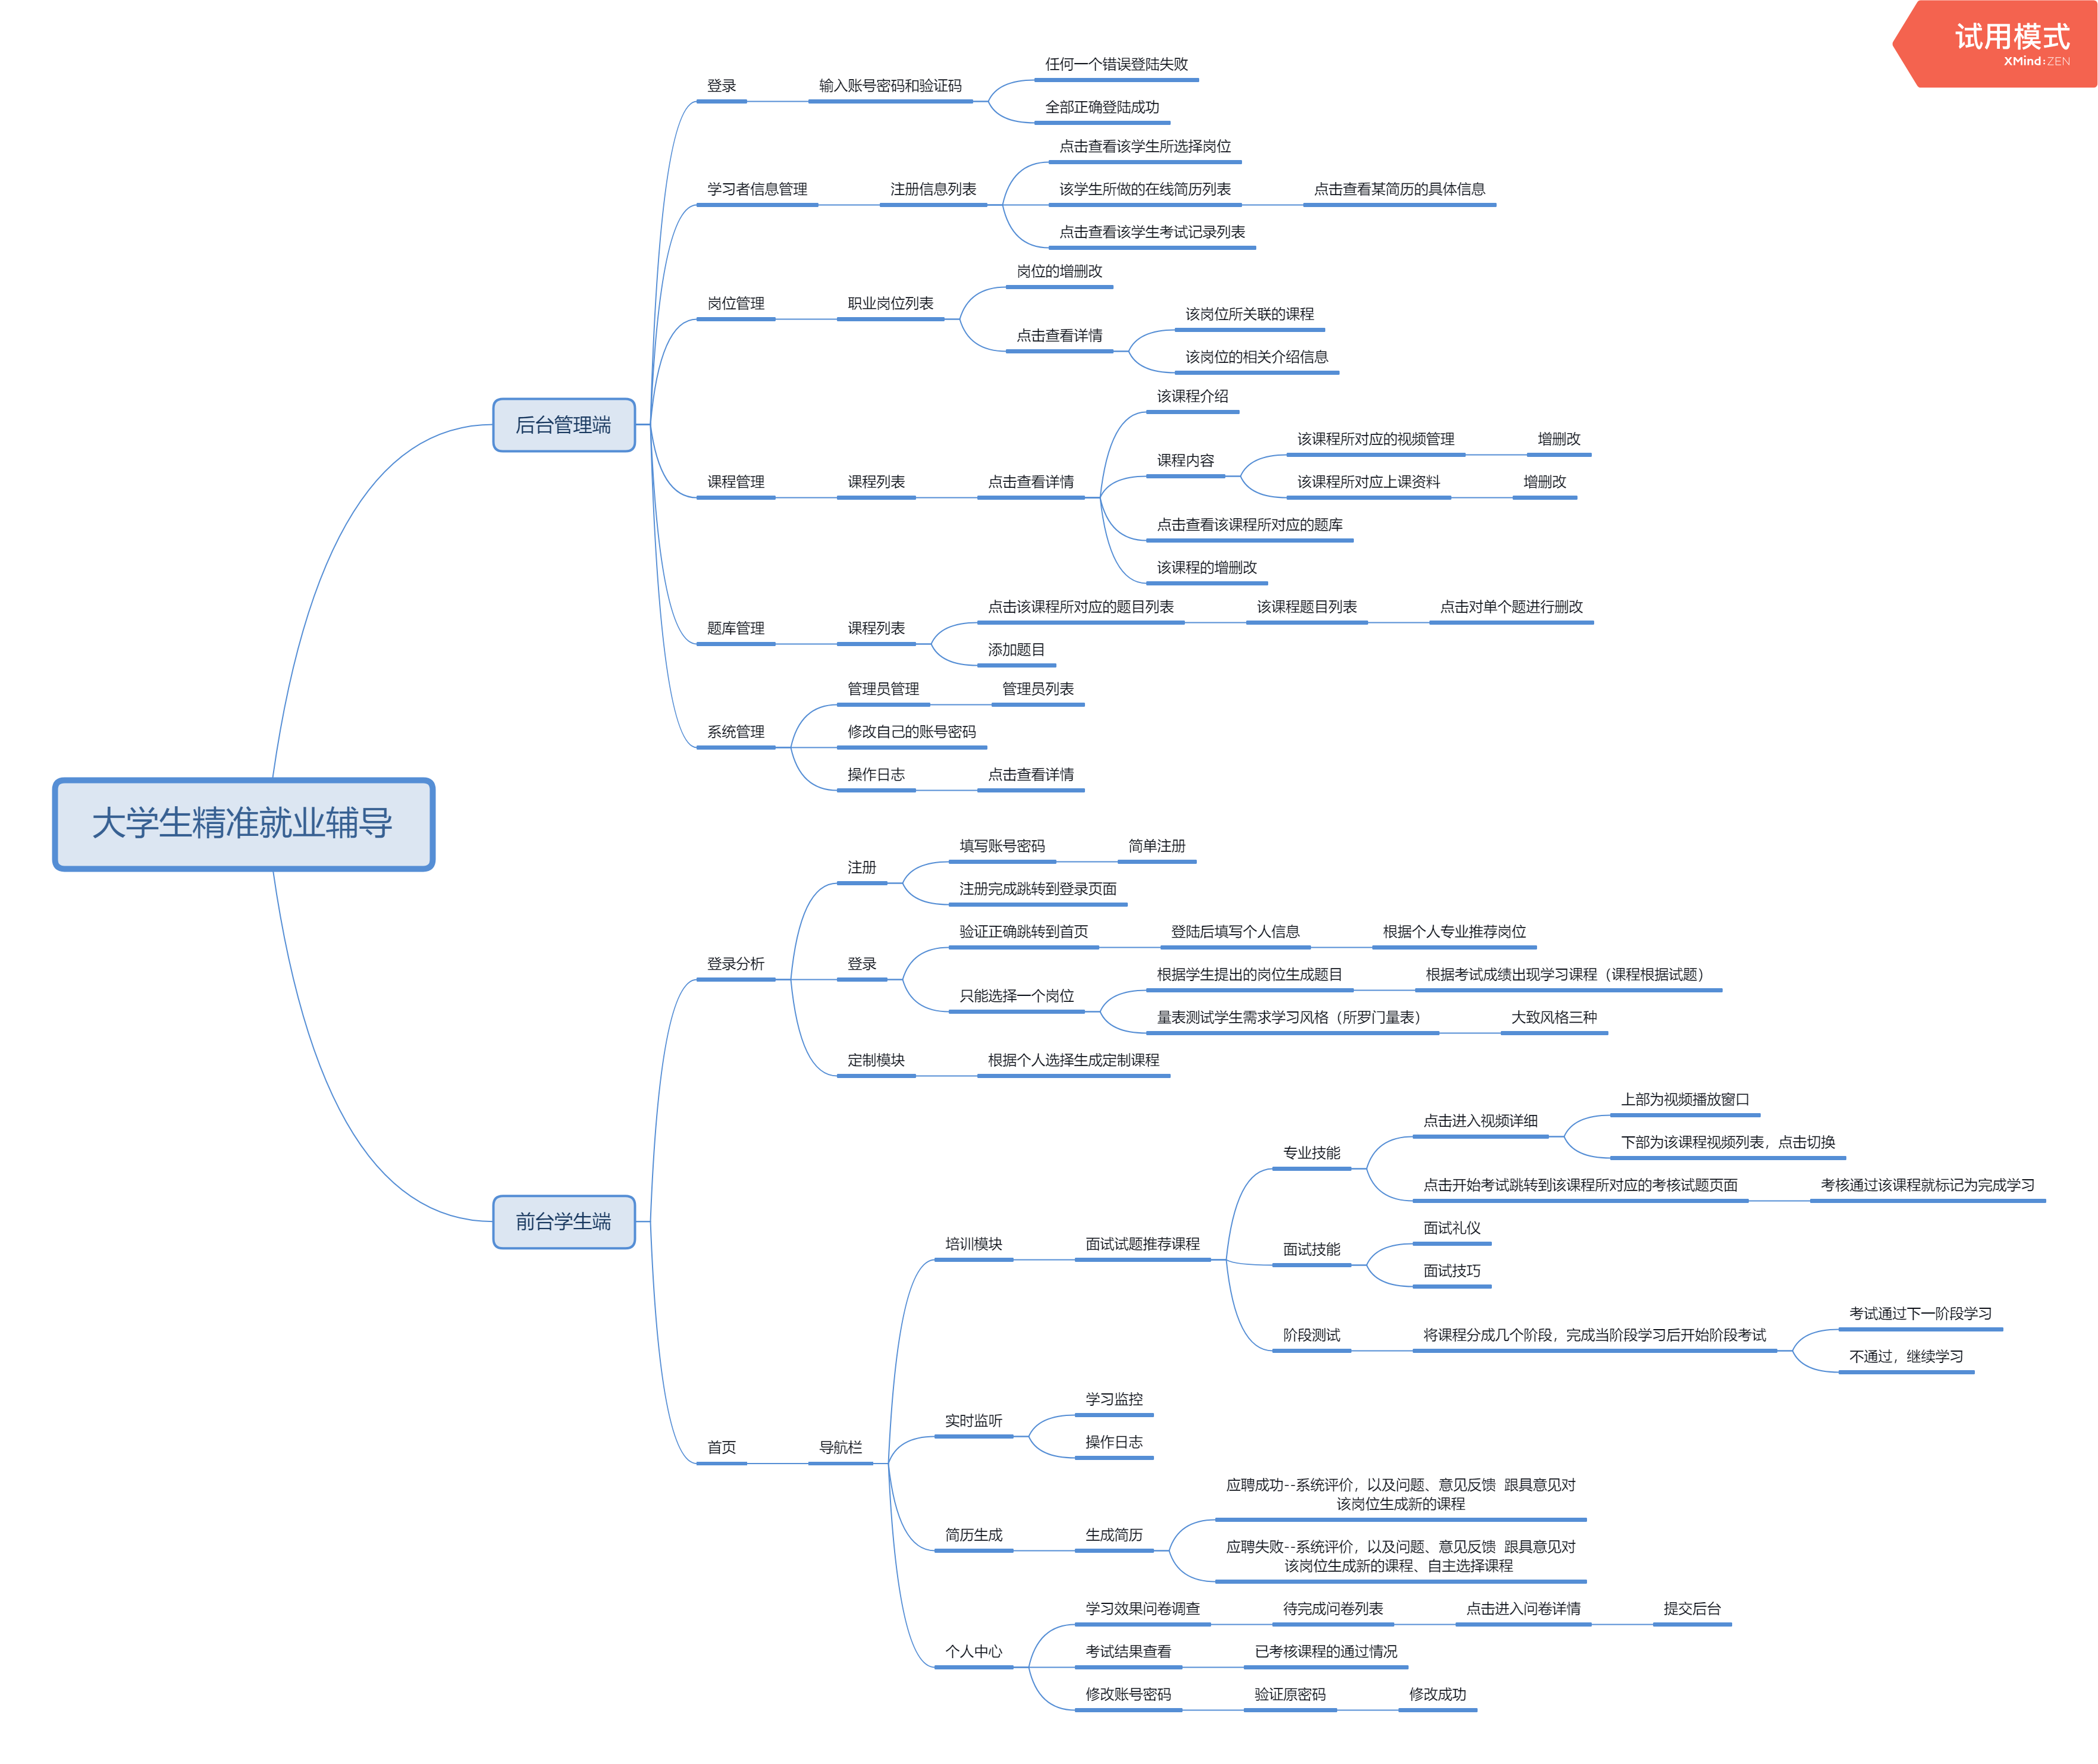 试用模式
XMind:ZEN
大学生精准就业辅导
后台管理端
登录
输入账号密码和验证码
任何一个错误登陆失败
全部正确登陆成功
学习者信息管理
注册信息列表
点击查看该学生所选择岗位
该学生所做的在线简历列表
点击查看某简历的具体信息
点击查看该学生考试记录列表
岗位管理
职业岗位列表
岗位的增删改
点击查看详情
该岗位所关联的课程
该岗位的相关介绍信息
课程管理
课程列表
点击查看详情
该课程介绍
课程内容
该课程所对应的视频管理
增删改
该课程所对应上课资料
增删改
点击查看该课程所对应的题库
该课程的增删改
题库管理
课程列表
点击该课程所对应的题目列表
该课程题目列表
点击对单个题进行删改
添加题目
系统管理
管理员管理
管理员列表
修改自己的账号密码
操作日志
点击查看详情
前台学生端
登录分析
注册
填写账号密码
简单注册
注册完成跳转到登录页面
登录
验证正确跳转到首页
登陆后填写个人信息
根据个人专业推荐岗位
只能选择一个岗位
根据学生提出的岗位生成题目
根据考试成绩出现学习课程（课程根据试题）
量表测试学生需求学习风格（所罗门量表）
大致风格三种
定制模块
根据个人选择生成定制课程
首页
导航栏
培训模块
面试试题推荐课程
专业技能
点击进入视频详细
上部为视频播放窗口
下部为该课程视频列表，点击切换
点击开始考试跳转到该课程所对应的考核试题页面
考核通过该课程就标记为完成学习
面试技能
面试礼仪
面试技巧
阶段测试
将课程分成几个阶段，完成当阶段学习后开始阶段考试
考试通过下一阶段学习
不通过，继续学习
实时监听
学习监控
操作日志
简历生成
生成简历
应聘成功--系统评价，以及问题、意见反馈 跟具意见对
该岗位生成新的课程
应聘失败--系统评价，以及问题、意见反馈 跟具意见对
该岗位生成新的课程、自主选择课程
个人中心
学习效果问卷调查
待完成问卷列表
点击进入问卷详情
提交后台
考试结果查看
已考核课程的通过情况
修改账号密码
验证原密码
修改成功